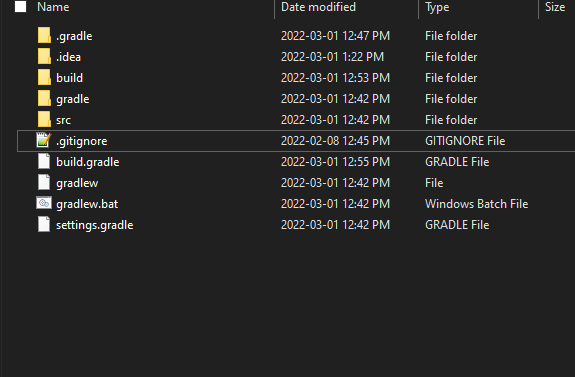 Name Date modified Type Size
.gradle 2022-03-01 12:47 PM File folder
.idea 2022-03-01 1:22 PM File folder
build 2022-03-01 12:53 PM File folder
gradle 2022-03-01 12:42 PM File folder
src 2022-03-01 12:42 PM File folder
.gitignore 2022-02-08 12:45 PM GITIGNORE File
build.gradle 2022-03-01 12:55 PM GRADLE File
gradlew 2022-03-01 12:42 PM File
gradlew.bat 2022-03-01 12:42 PM Windows Batch File
settings.gradle 2022-03-01 12:42 PM GRADLE File